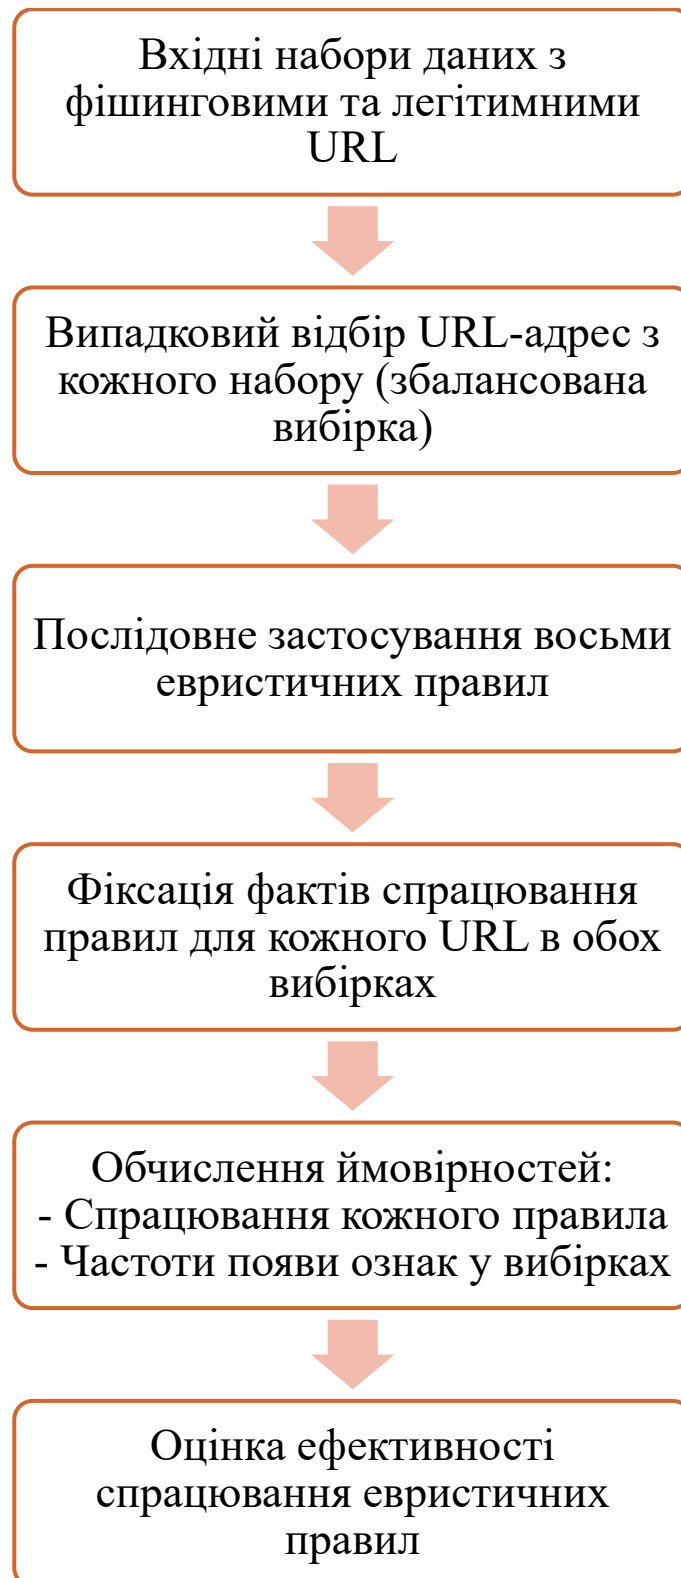 Вхідні набори даних з
фішинговими та легітимними
URL
Випадковий відбір URL-адрес з
кожного набору (збалансована
вибірка)
Послідовне застосування восьми
евристичних правил
Фіксація фактів спрацювання
правил для кожного URL в обох
вибірках
Обчислення ймовірностей:
- Спрацювання кожного правила
- Частоти появи ознак у вибірках
Оцінка ефективності
спрацювання евристичних
правил